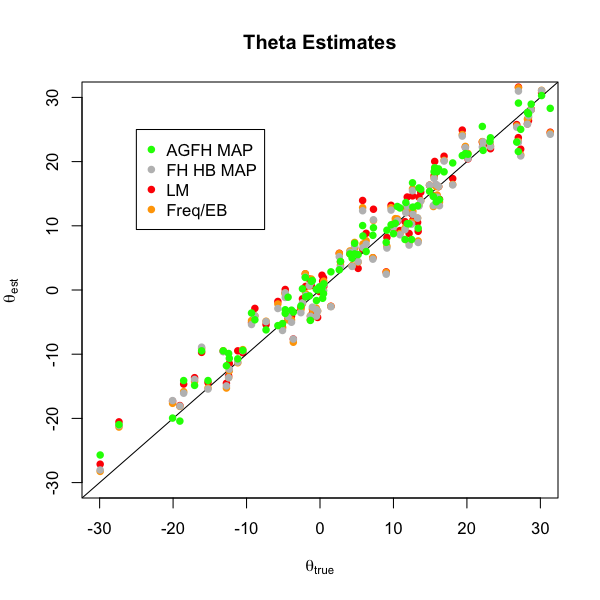 Theta Estimates
30
20
10
0
-10
-20
-30
θest
AGFH MAP
FH HB MAP
LM
Freq/EB
-30 -20 -10 0 10 20 30
θtrue